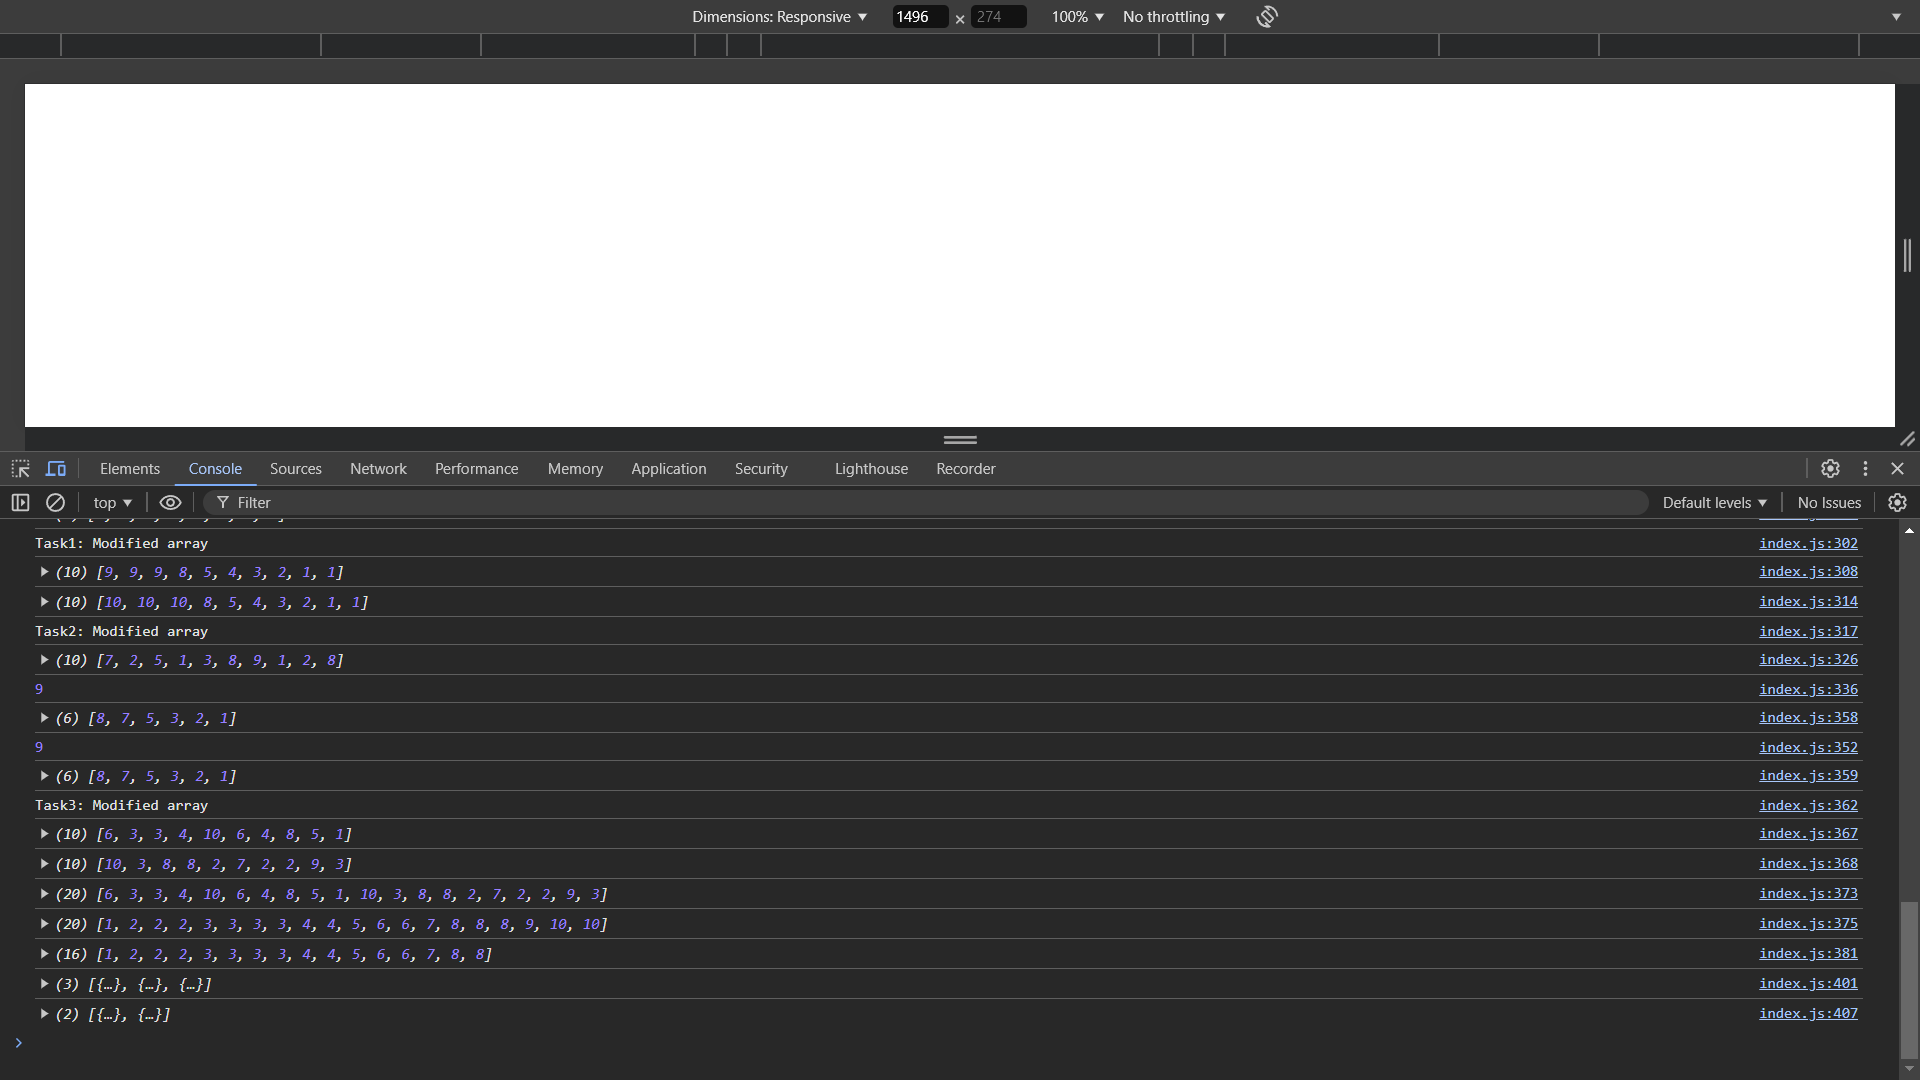 Dimensions: Responsive ▼ 1496 × 274 100% ▼ No throttling ▼
Elements Console Sources Network Performance Memory Application Security Lighthouse Recorder
top ▼ Filter Default levels ▼ No Issues
Task1: Modified array index.js:302
(10) [9, 9, 9, 8, 5, 4, 3, 2, 1, 1] index.js:308
(10) [10, 10, 10, 8, 5, 4, 3, 2, 1, 1] index.js:314
Task2: Modified array index.js:317
(10) [7, 2, 5, 1, 3, 8, 9, 1, 2, 8] index.js:326
9 index.js:336
(6) [8, 7, 5, 3, 2, 1] index.js:358
9 index.js:352
(6) [8, 7, 5, 3, 2, 1] index.js:359
Task3: Modified array index.js:362
(10) [6, 3, 3, 4, 10, 6, 4, 8, 5, 1] index.js:367
(10) [10, 3, 8, 8, 2, 7, 2, 2, 9, 3] index.js:368
(20) [6, 3, 3, 4, 10, 6, 4, 8, 5, 1, 10, 3, 8, 8, 2, 7, 2, 2, 9, 3] index.js:373
(20) [1, 2, 2, 2, 3, 3, 3, 3, 4, 4, 5, 6, 6, 7, 8, 8, 8, 9, 10, 10] index.js:375
(16) [1, 2, 2, 2, 3, 3, 3, 3, 4, 4, 5, 6, 6, 7, 8, 8] index.js:381
(3) [{…}, {…}, {…}] index.js:401
(2) [{…}, {…}] index.js:407